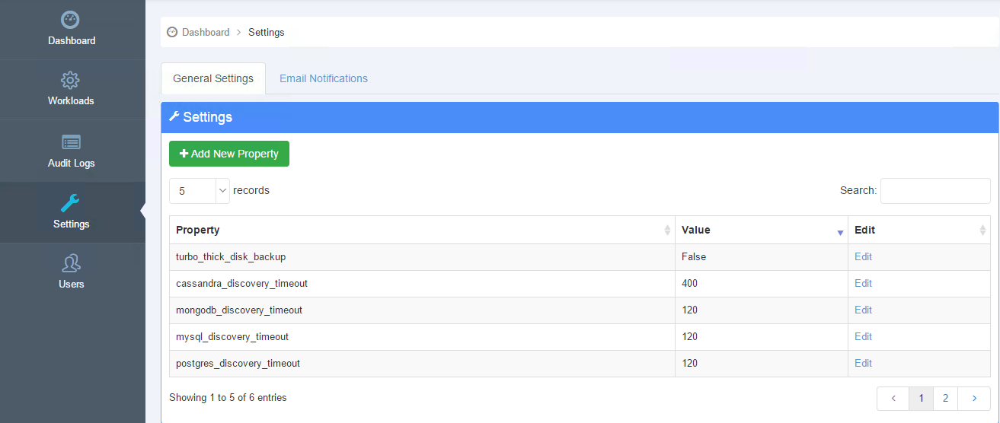 Dashboard
Workloads
Audit Logs
Settings
Users
Dashboard > Settings
General Settings Email Notifications
Settings
Add New Property
5 records Search:
Property Value Edit
turbo_thick_disk_backup False Edit
cassandra_discovery_timeout 400 Edit
mongodb_discovery_timeout 120 Edit
mysql_discovery_timeout 120 Edit
postgres_discovery_timeout 120 Edit
Showing 1 to 5 of 6 entries < 1 2 >